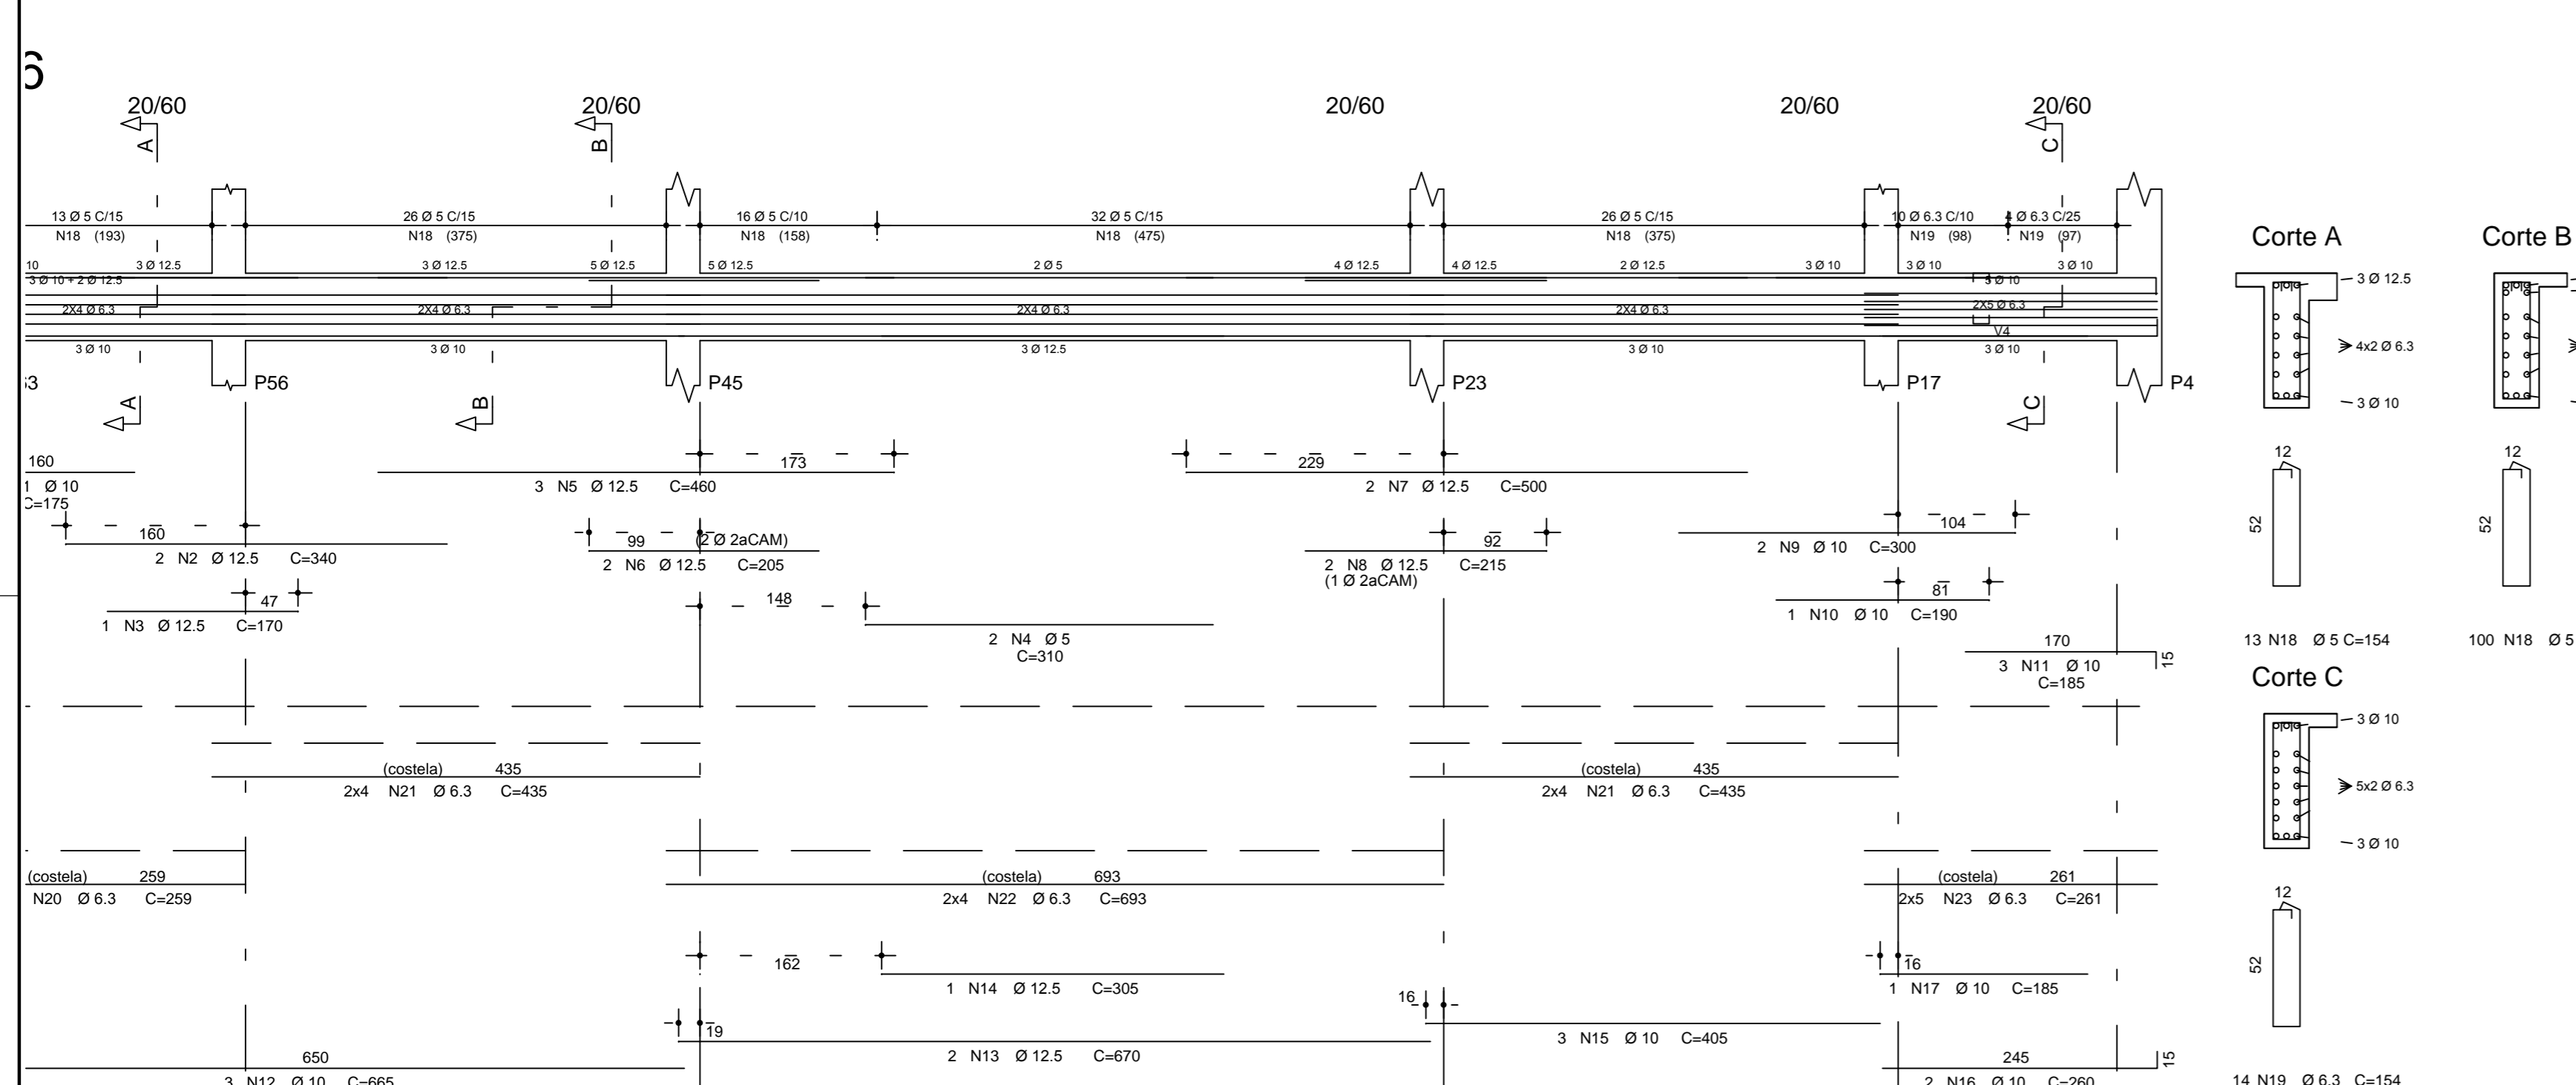 6
20/60 20/60 20/60 20/60 20/60
A B C
13 Ø 5 C/15 26 Ø 5 C/15 16 Ø 5 C/10 32 Ø 5 C/15 26 Ø 5 C/15 10 Ø 6.3 C/10 4 Ø 6.3 C/25
N18 (193) N18 (375) N18 (158) N18 (475) N18 (375) N19 (98) N19 (97)
10 3 Ø 12.5 3 Ø 12.5 5 Ø 12.5 5 Ø 12.5 2 Ø 5 4 Ø 12.5 4 Ø 12.5 2 Ø 12.5 3 Ø 10 3 Ø 10 3 Ø 10
3 Ø 10 + 2 Ø 12.5 5 Ø 10
2X4 Ø 6.3 2X4 Ø 6.3 2X4 Ø 6.3 2X4 Ø 6.3 2X5 Ø 6.3
V4
3 Ø 10 3 Ø 10 3 Ø 12.5 3 Ø 10 3 Ø 10
P56 P45 P23 P17 P4
A B C
160 173 229
Ø 10 3 N5 Ø 12.5 C=460 2 N7 Ø 12.5 C=500
C=175
160 99 (2 Ø 2aCAM) 92 104
2 N2 Ø 12.5 C=340 2 N6 Ø 12.5 C=205 2 N8 Ø 12.5 C=215 2 N9 Ø 10 C=300
(1 Ø 2aCAM)
47 148 81
1 N3 Ø 12.5 C=170 2 N4 Ø 5 1 N10 Ø 10 C=190
C=310
170
3 N11 Ø 10 15
C=185
(costela) 435 (costela) 435
2x4 N21 Ø 6.3 C=435 2x4 N21 Ø 6.3 C=435
(costela) 259 (costela) 693 (costela) 261
N20 Ø 6.3 C=259 2x4 N22 Ø 6.3 C=693 2x5 N23 Ø 6.3 C=261
162 16
1 N14 Ø 12.5 C=305 1 N17 Ø 10 C=185
19 16
2 N13 Ø 12.5 C=670 3 N15 Ø 10 C=405
650 245 15
3 N12 Ø 10 C=665 2 N16 Ø 10 C=260
Corte A
3 Ø 12.5
4x2 Ø 6.3
3 Ø 10
12
52
13 N18 Ø 5 C=154
Corte B
12
52
100 N18 Ø 5
Corte C
3 Ø 10
5x2 Ø 6.3
3 Ø 10
12
52
14 N19 Ø 6.3 C=154